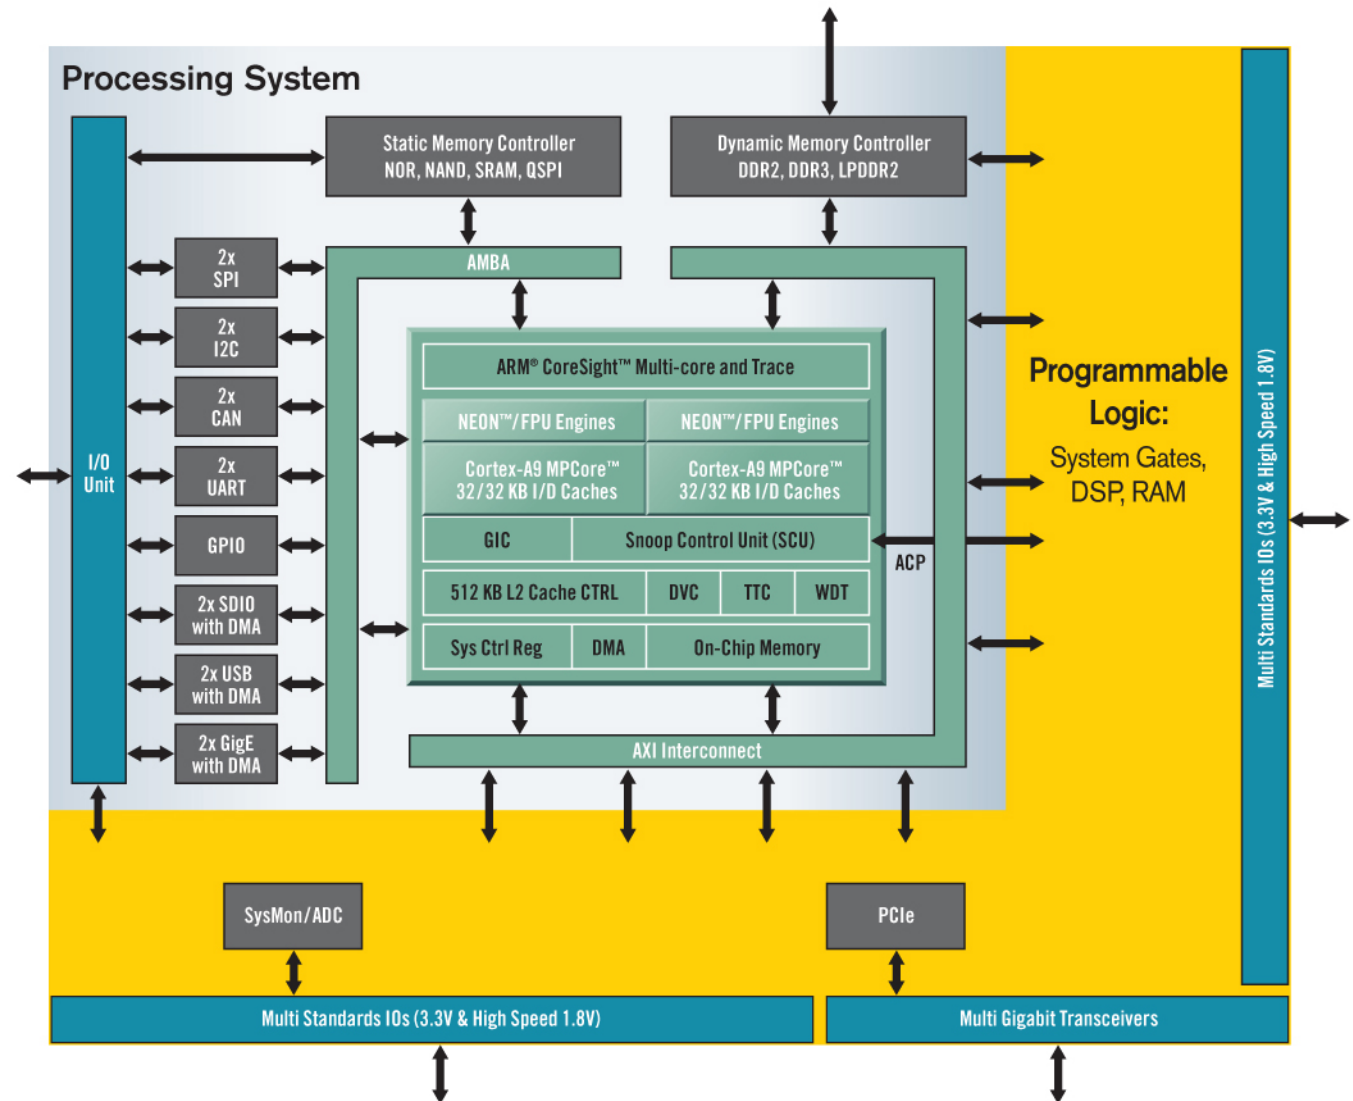 Processing System
Static Memory Controller
NOR, NAND, SRAM, QSPI
Dynamic Memory Controller
DDR2, DDR3, LPDDR2
2x
SPI
AMBA
2x
I2C
ARM® CoreSight™ Multi-core and Trace
2x
CAN
NEON™/FPU Engines
NEON™/FPU Engines
I/O
Unit
2x
UART
Cortex-A9 MPCore™
32/32 KB I/D Caches
Cortex-A9 MPCore™
32/32 KB I/D Caches
GPIO
GIC
Snoop Control Unit (SCU)
ACP
2x SDIO
with DMA
512 KB L2 Cache CTRL
DVC
TTC
WDT
2x USB
with DMA
Sys Ctrl Reg
DMA
On-Chip Memory
2x GigE
with DMA
AXI Interconnect
Programmable
Logic:
System Gates,
DSP, RAM
Multi Standards IOs (3.3V & High Speed 1.8V)
SysMon/ADC
PCIe
Multi Standards IOs (3.3V & High Speed 1.8V)
Multi Gigabit Transceivers